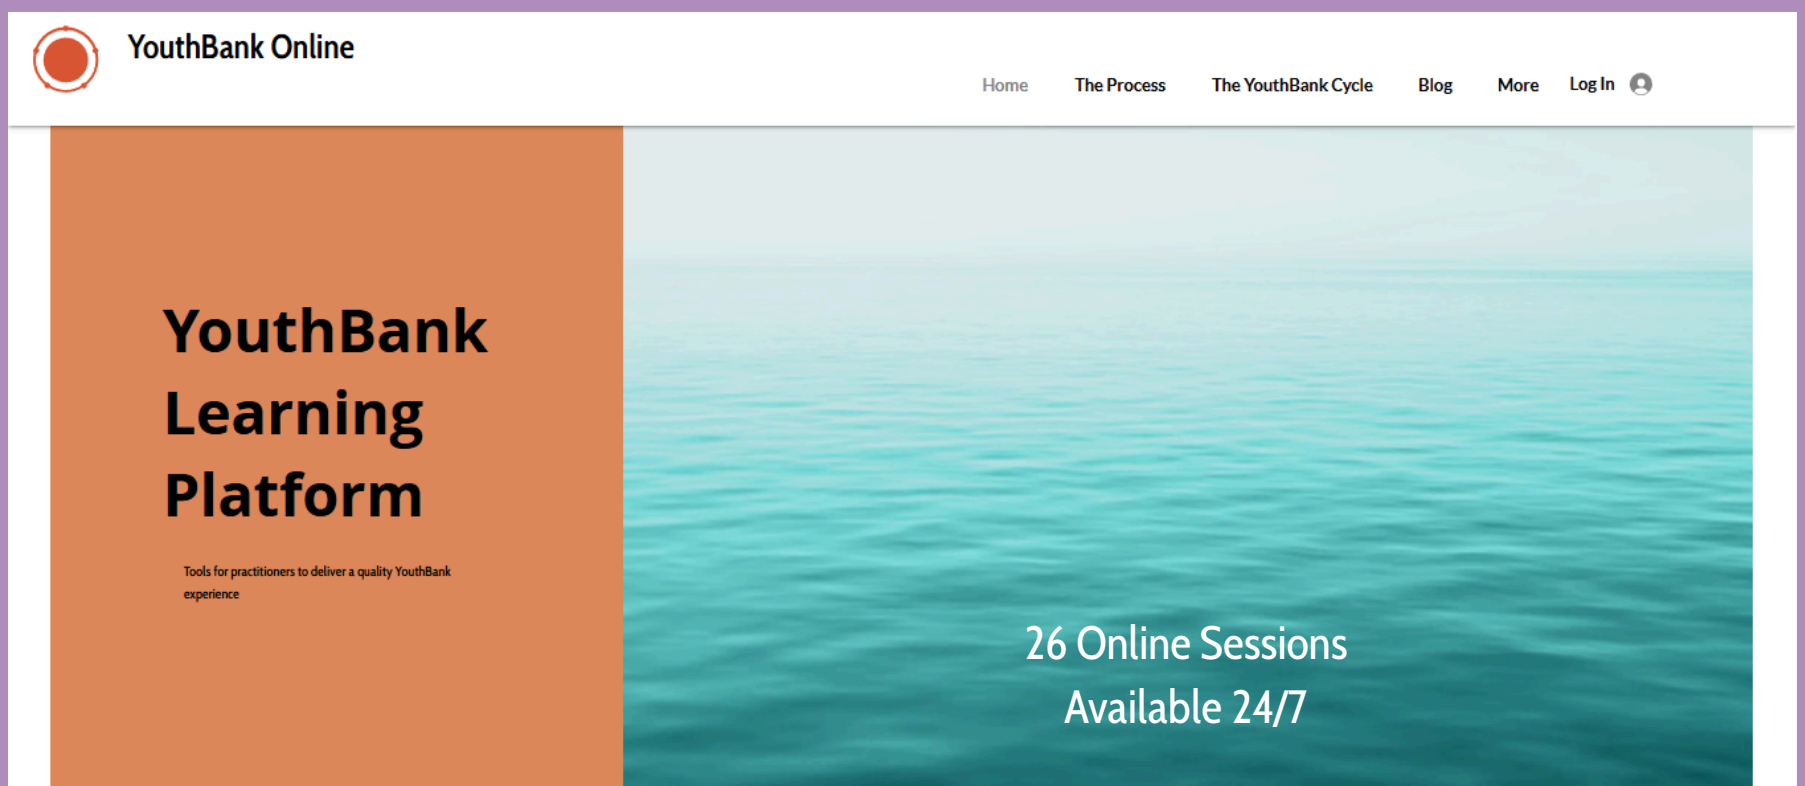 YouthBank Online
Home The Process The YouthBank Cycle Blog More Log In
YouthBank
Learning
Platform
Tools for practitioners to deliver a quality YouthBank
experience
26 Online Sessions
Available 24/7